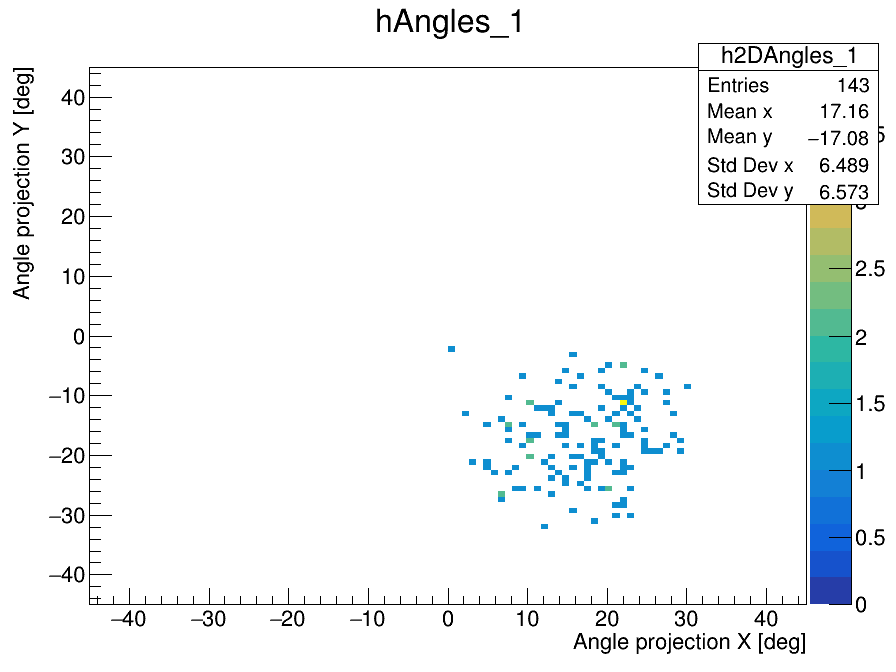 hAngles_1
h2DAngles_1
Entries 143
Mean x 17.16
Mean y −17.08
Std Dev x 6.489
Std Dev y 6.573
Angle projection Y [deg]
40
30
20
10
0
−10
−20
−30
−40
−40 −30 −20 −10 0 10 20 30 40
Angle projection X [deg]
2.5
2
1.5
1
0.5
0